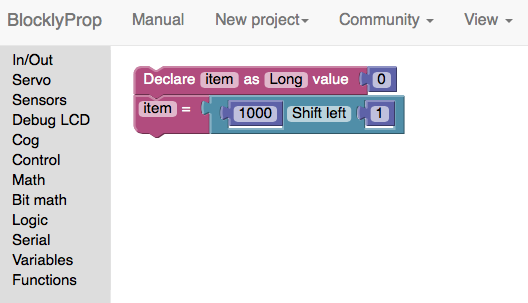 BlocklyProp Manual New project Community View
In/Out
Servo
Sensors
Debug LCD
Cog
Control
Math
Bit math
Logic
Serial
Variables
Functions
Declare item as Long value 0
item = 1000 Shift left 1